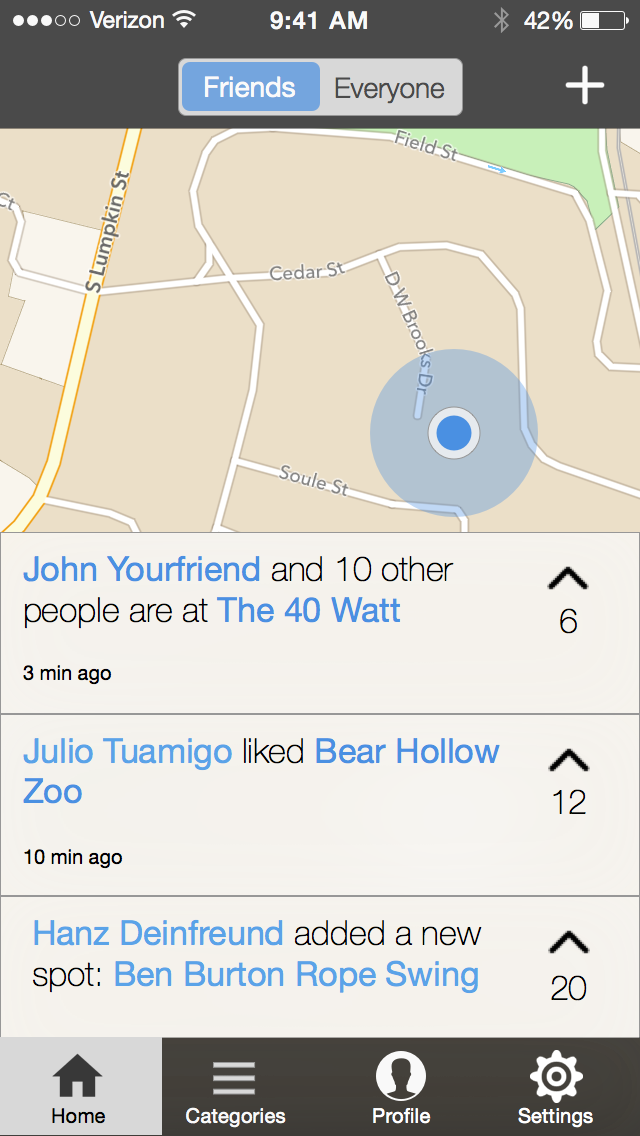 Verizon 9:41 AM 42%
Friends Everyone
Field St
Ct
S Lumpkin St
Cedar St
D W Brooks Dr
Soule St
John Yourfriend and 10 other
people are at The 40 Watt
6
3 min ago
Julio Tuamigo liked Bear Hollow
Zoo
12
10 min ago
Hanz Deinfreund added a new
spot: Ben Burton Rope Swing
20
Home Categories Profile Settings